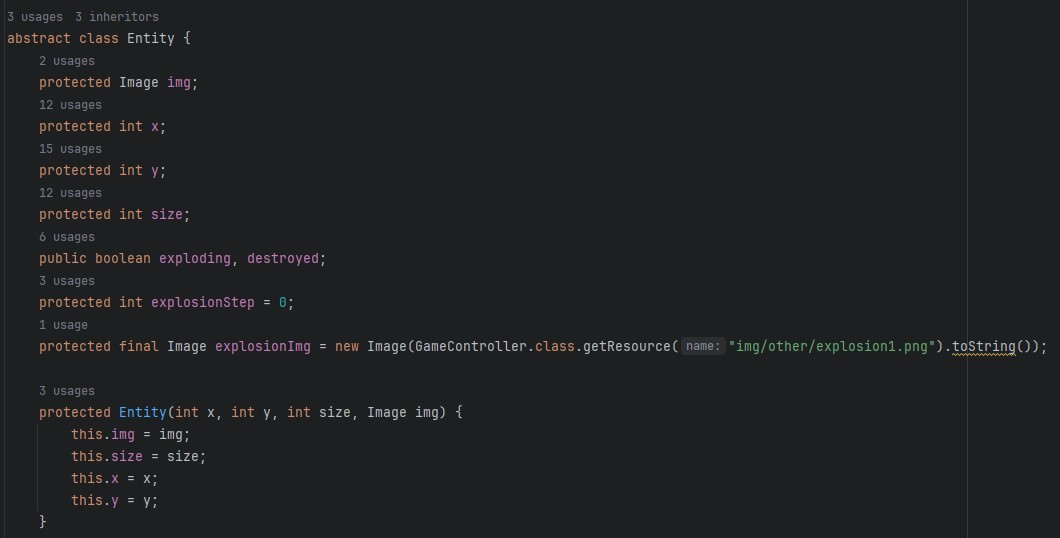 3 usages 3 inheritors
abstract class Entity {
2 usages
protected Image img;
12 usages
protected int x;
15 usages
protected int y;
12 usages
protected int size;
6 usages
public boolean exploding, destroyed;
3 usages
protected int explosionStep = 0;
1 usage
protected final Image explosionImg = new Image(GameController.class.getResource( name: "img/other/explosion1.png").toString());
3 usages
protected Entity(int x, int y, int size, Image img) {
this.img = img;
this.size = size;
this.x = x;
this.y = y;
}